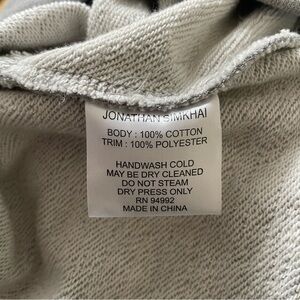 JONATHAN SIMKHAI
BODY : 100% COTTON
TRIM : 100% POLYESTER
HANDWASH COLD
MAY BE DRY CLEANED
DO NOT STEAM
DRY PRESS ONLY
RN 94992
MADE IN CHINA